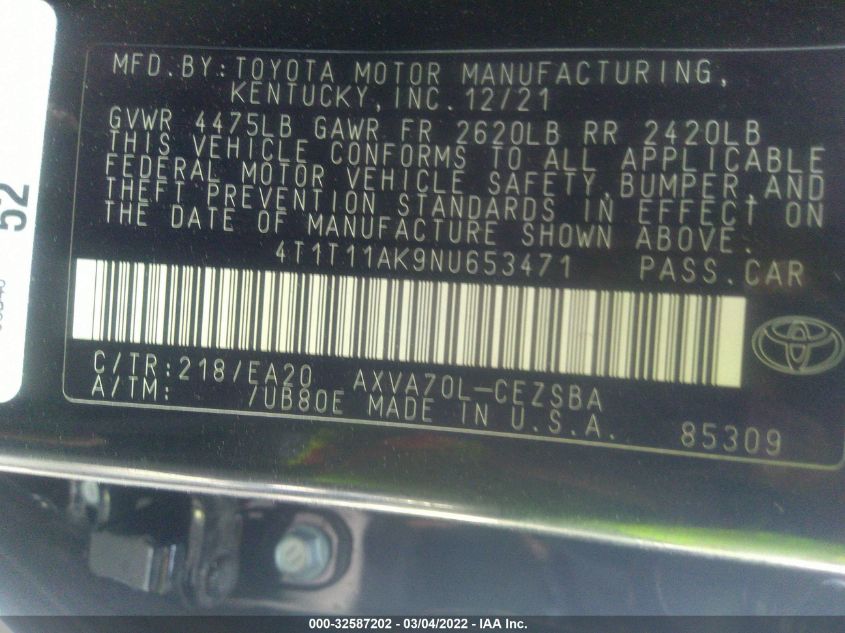 MFD.BY:TOYOTA MOTOR MANUFACTURING,
KENTUCKY,INC.12/21
GVWR 4475LB GAWR FR 2620LB RR 2420LB
THIS VEHICLE CONFORMS TO ALL APPLICABLE
FEDERAL MOTOR VEHICLE SAFETY,BUMPER,AND
THEFT PREVENTION STANDARDS IN EFFECT ON
THE DATE OF MANUFACTURE SHOWN ABOVE.
4T1T11AK9NU653471 PASS.CAR
C/TR:218/EA20 AXVA70L-CEZSBA
A/TM: /UB80E MADE IN U.S.A. 85309
52
000-32587202 - 03/04/2022 - IAA Inc.